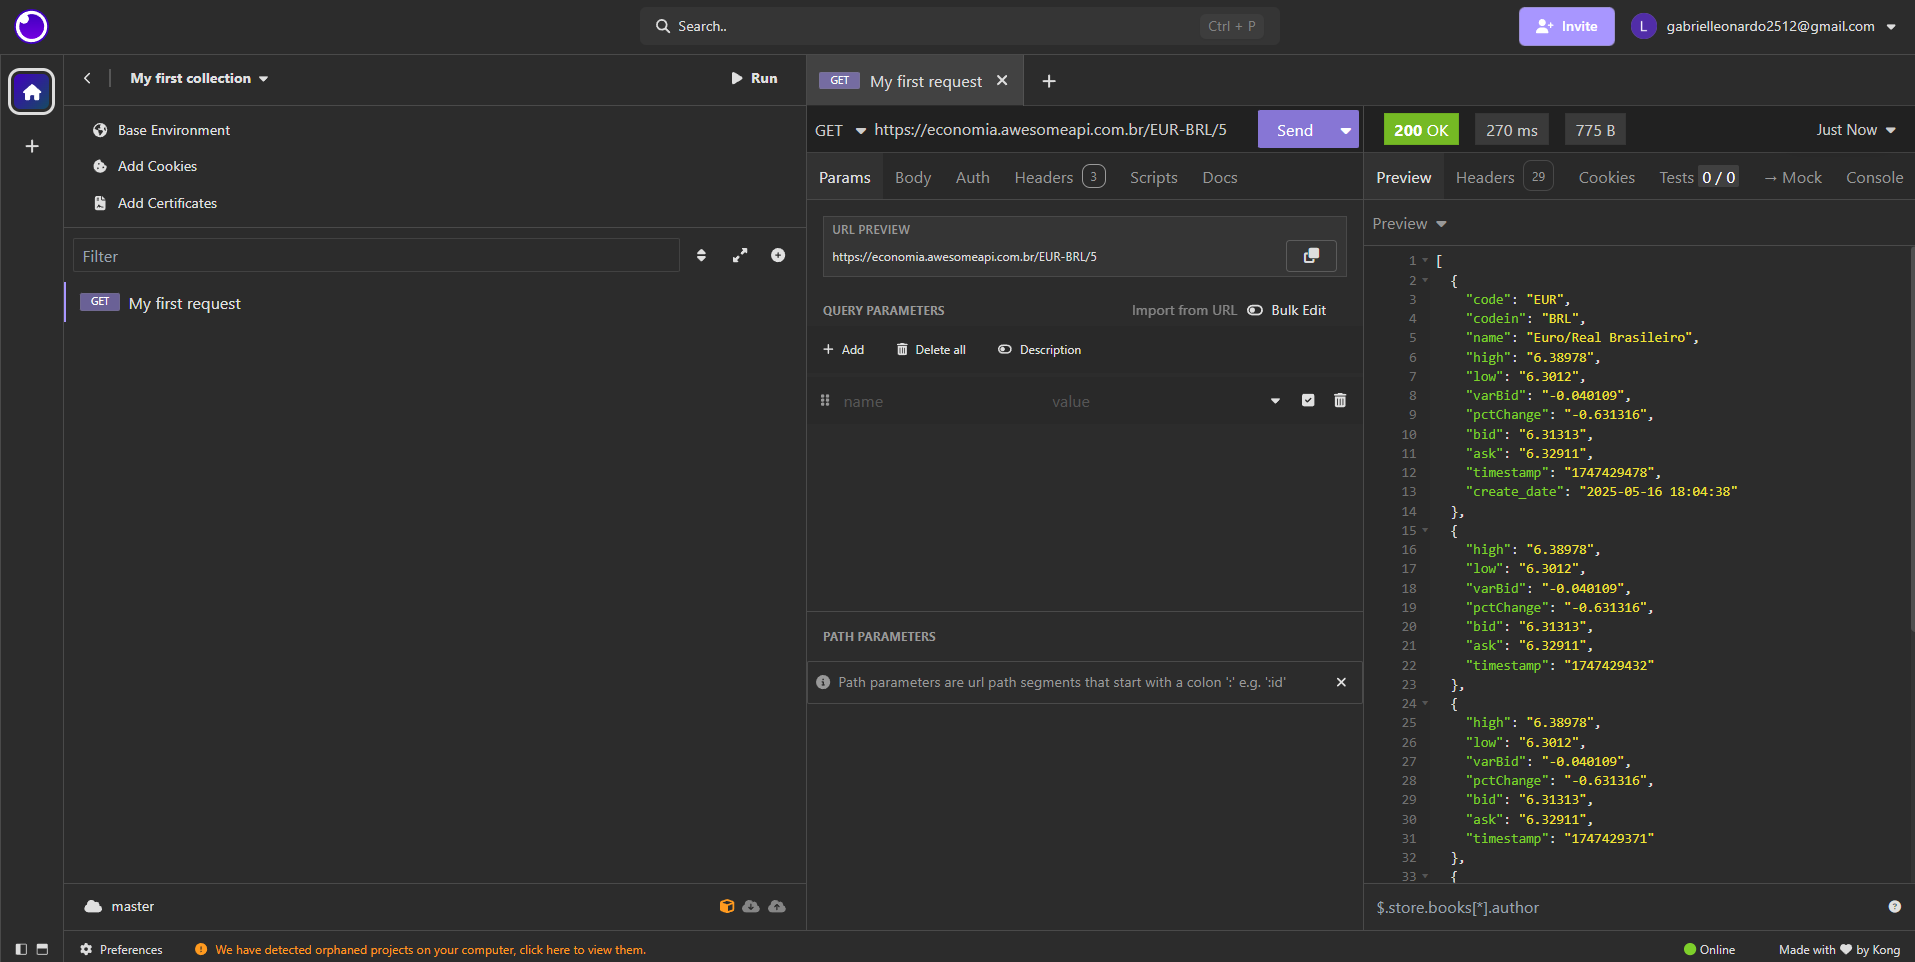 Search..
Ctrl + P
Invite
L
gabrielleonardo2512@gmail.com
My first collection
Run
Base Environment
Add Cookies
Add Certificates
Filter
GET My first request
master
GET My first request
GET https://economia.awesomeapi.com.br/EUR-BRL/5 Send
Params Body Auth Headers 3 Scripts Docs
URL PREVIEW
https://economia.awesomeapi.com.br/EUR-BRL/5
QUERY PARAMETERS Import from URL Bulk Edit
Add Delete all Description
name value
PATH PARAMETERS
Path parameters are url path segments that start with a colon ':' e.g. ':id'
200 OK 270 ms 775 B Just Now
Preview Headers 29 Cookies Tests 0 / 0 → Mock Console
Preview
1 [
2 {
3 "code": "EUR",
4 "codein": "BRL",
5 "name": "Euro/Real Brasileiro",
6 "high": "6.38978",
7 "low": "6.3012",
8 "varBid": "-0.040109",
9 "pctChange": "-0.631316",
10 "bid": "6.31313",
11 "ask": "6.32911",
12 "timestamp": "1747429478",
13 "create_date": "2025-05-16 18:04:38"
14 },
15 {
16 "high": "6.38978",
17 "low": "6.3012",
18 "varBid": "-0.040109",
19 "pctChange": "-0.631316",
20 "bid": "6.31313",
21 "ask": "6.32911",
22 "timestamp": "1747429432"
23 },
24 {
25 "high": "6.38978",
26 "low": "6.3012",
27 "varBid": "-0.040109",
28 "pctChange": "-0.631316",
29 "bid": "6.31313",
30 "ask": "6.32911",
31 "timestamp": "1747429371"
32 },
33 {
$.store.books[*].author
Preferences
We have detected orphaned projects on your computer, click here to view them.
Online
Made with ♥ by Kong